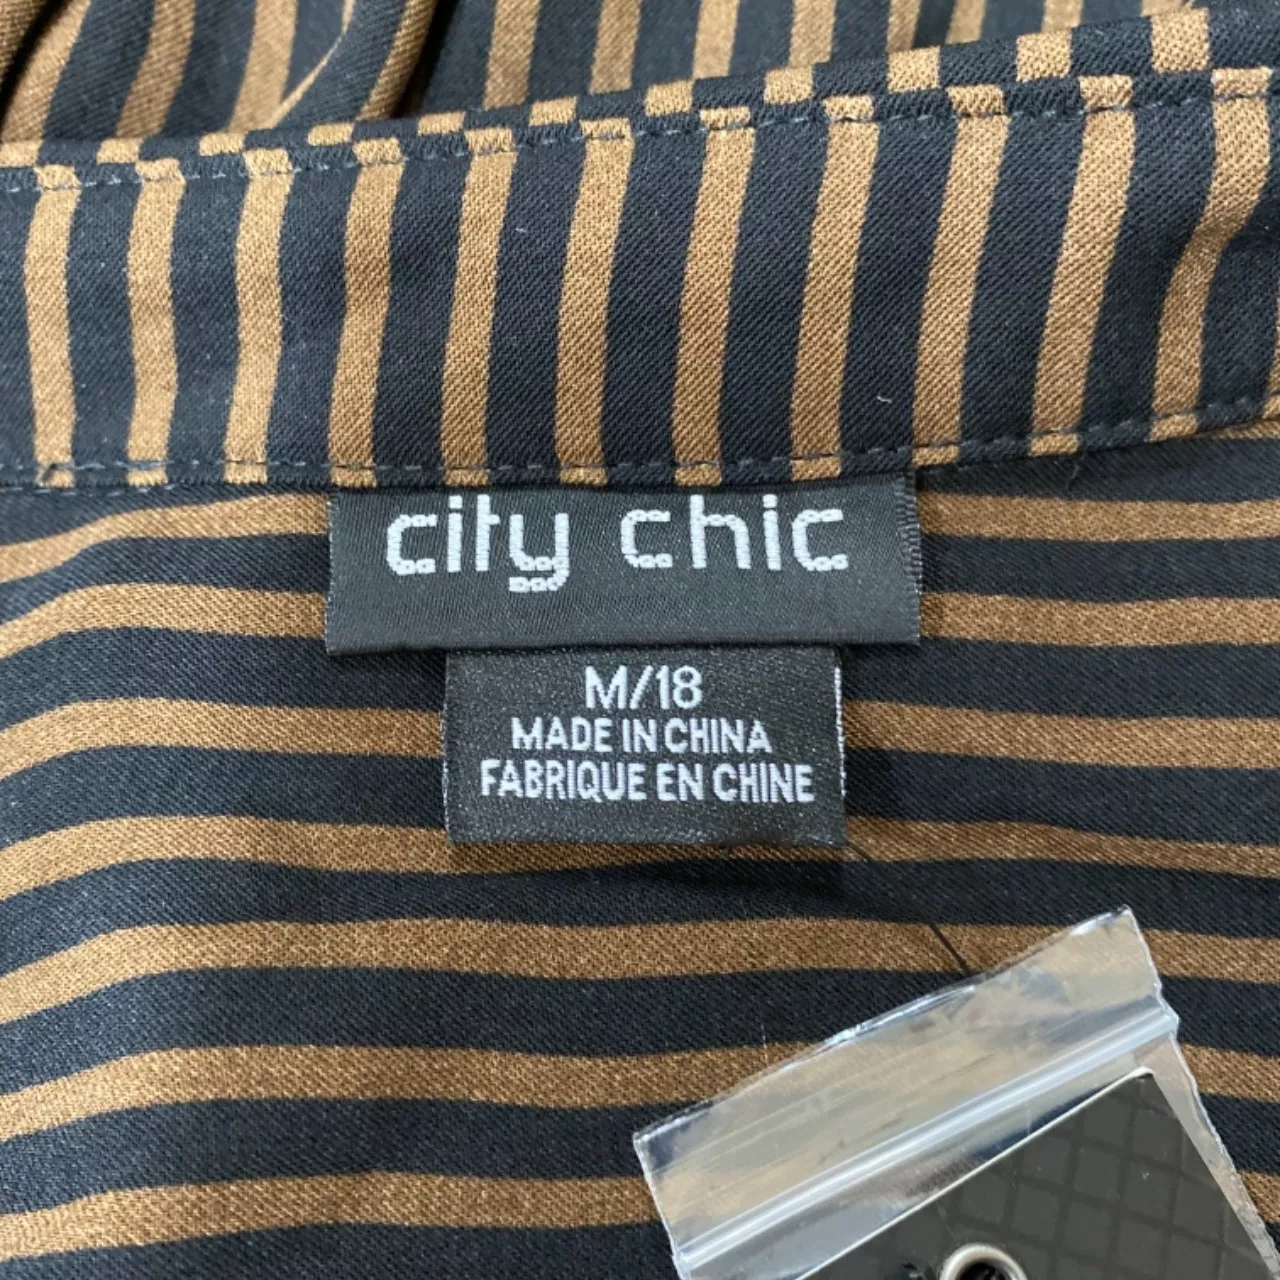 city chic
M/18
MADE IN CHINA
FABRIQUE EN CHINE